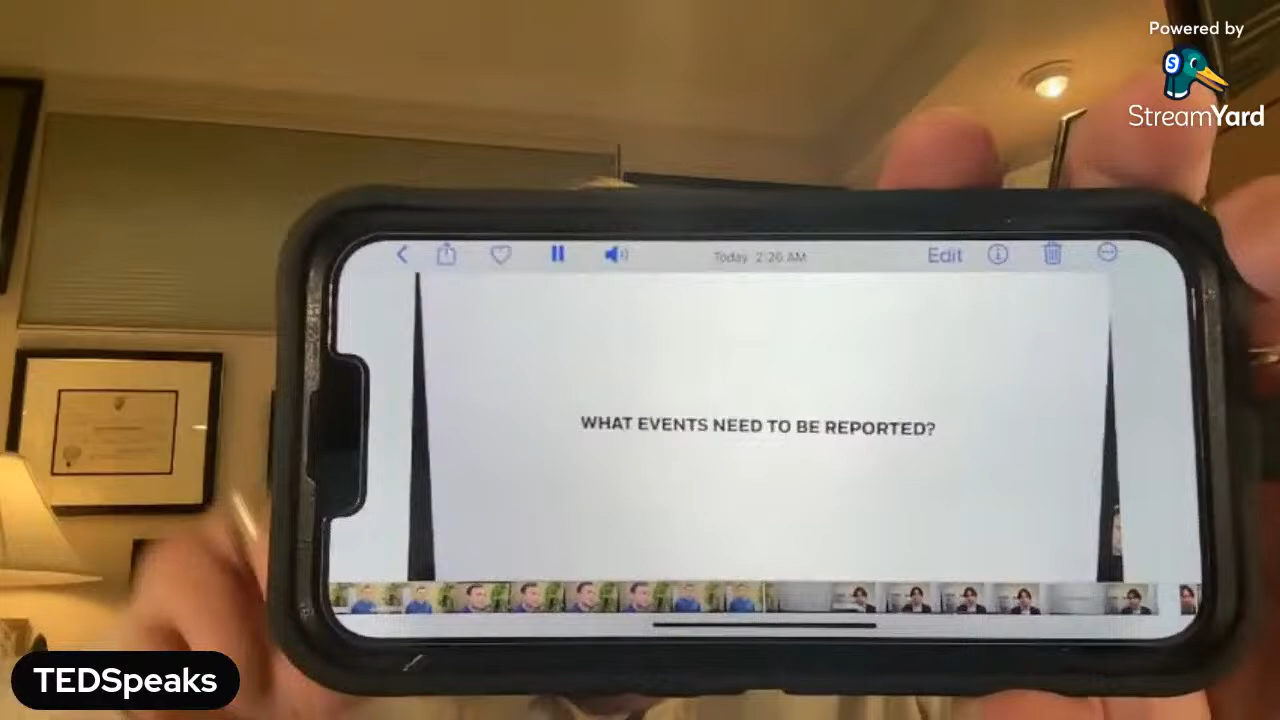 Powered by
S
StreamYard
Today 2:26 AM
Edit
WHAT EVENTS NEED TO BE REPORTED?
TEDSpeaks